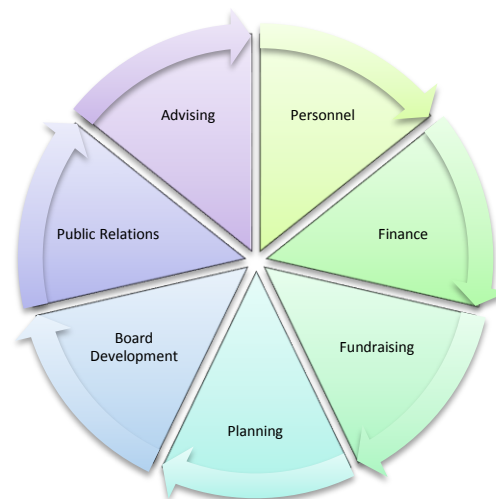 Personnel
Finance
Fundraising
Planning
Board
Development
Public Relations
Advising